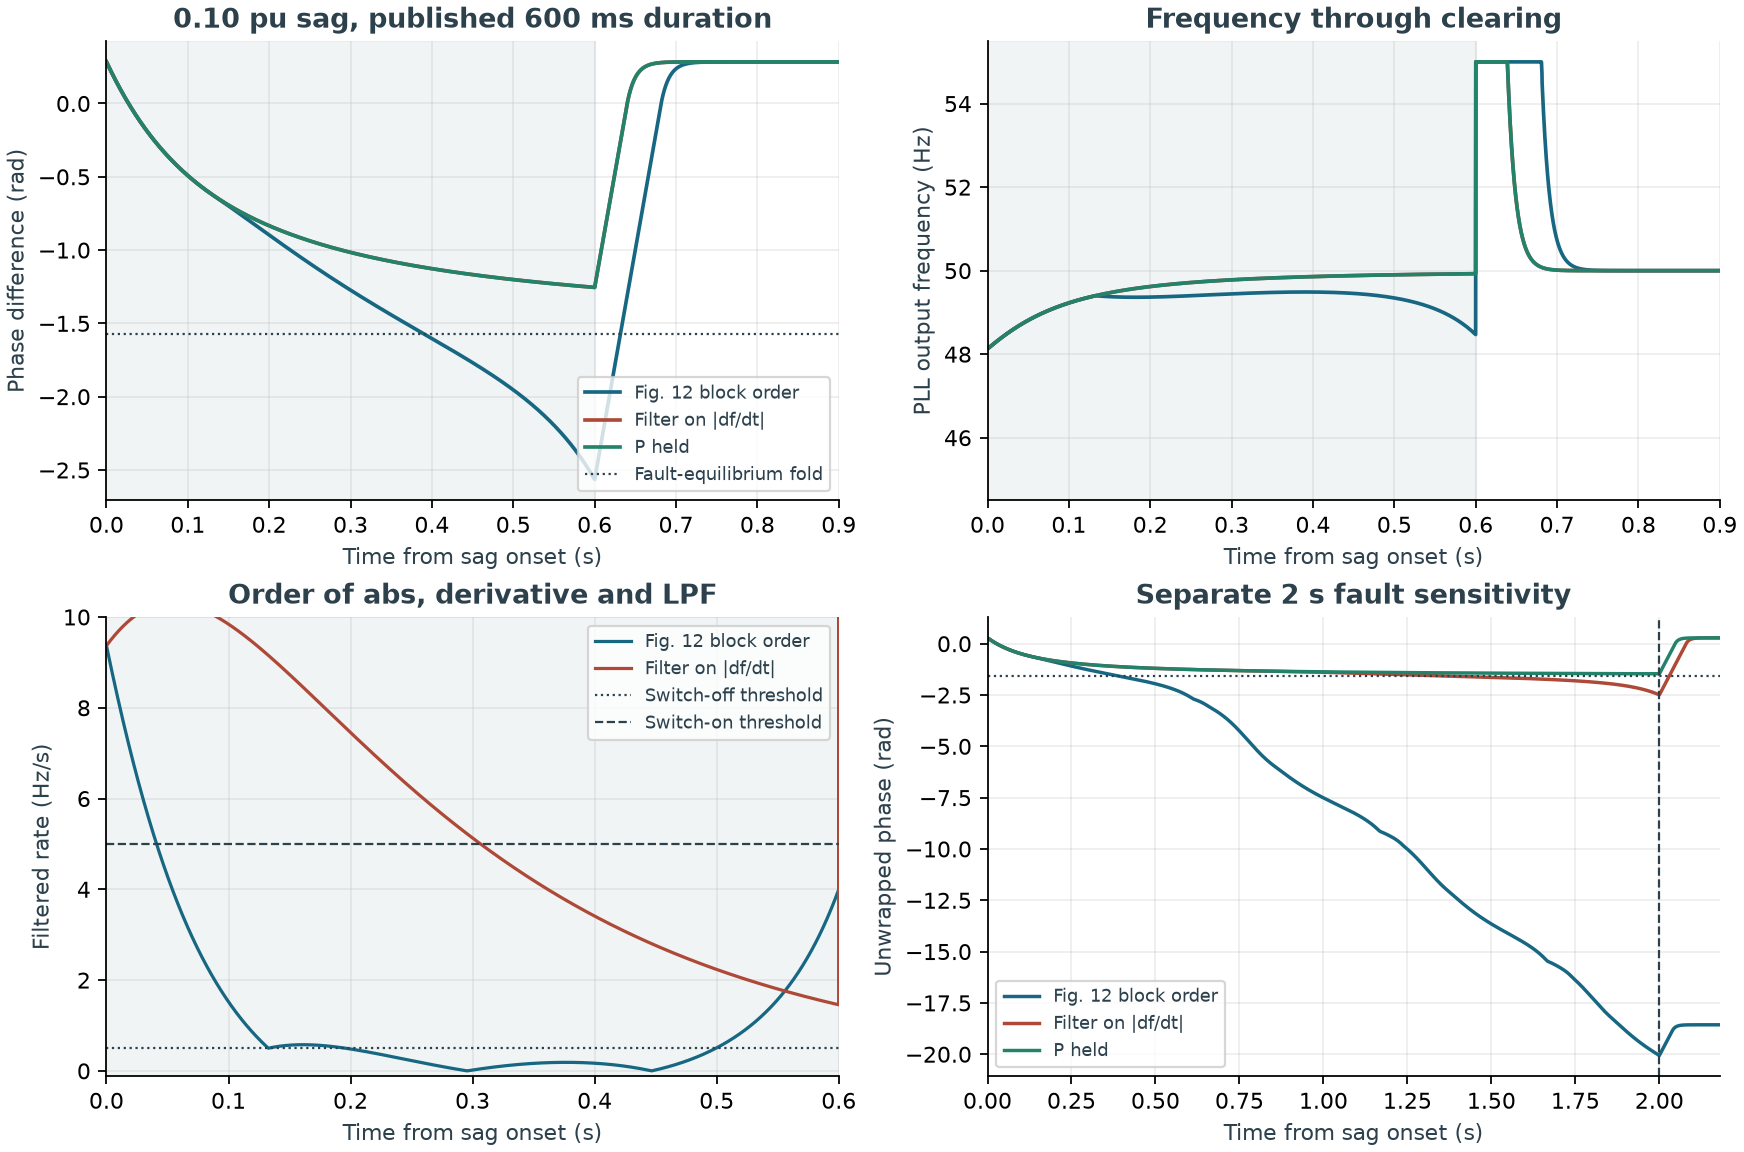 0.10 pu sag, published 600 ms duration
Phase difference (rad)
0.0
−0.5
−1.0
−1.5
−2.0
−2.5
Fig. 12 block order
Filter on |df/dt|
P held
Fault-equilibrium fold
0.0 0.1 0.2 0.3 0.4 0.5 0.6 0.7 0.8 0.9
Time from sag onset (s)
Frequency through clearing
PLL output frequency (Hz)
54
52
50
48
46
0.0 0.1 0.2 0.3 0.4 0.5 0.6 0.7 0.8 0.9
Time from sag onset (s)
Order of abs, derivative and LPF
Filtered rate (Hz/s)
10
8
6
4
2
0
Fig. 12 block order
Filter on |df/dt|
Switch-off threshold
Switch-on threshold
0.0 0.1 0.2 0.3 0.4 0.5 0.6
Time from sag onset (s)
Separate 2 s fault sensitivity
Unwrapped phase (rad)
0.0
−2.5
−5.0
−7.5
−10.0
−12.5
−15.0
−17.5
−20.0
Fig. 12 block order
Filter on |df/dt|
P held
0.00 0.25 0.50 0.75 1.00 1.25 1.50 1.75 2.00
Time from sag onset (s)